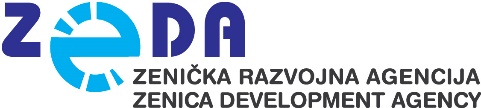 ZeDA
ZENIČKA RAZVOJNA AGENCIJA
ZENICA DEVELOPMENT AGENCY